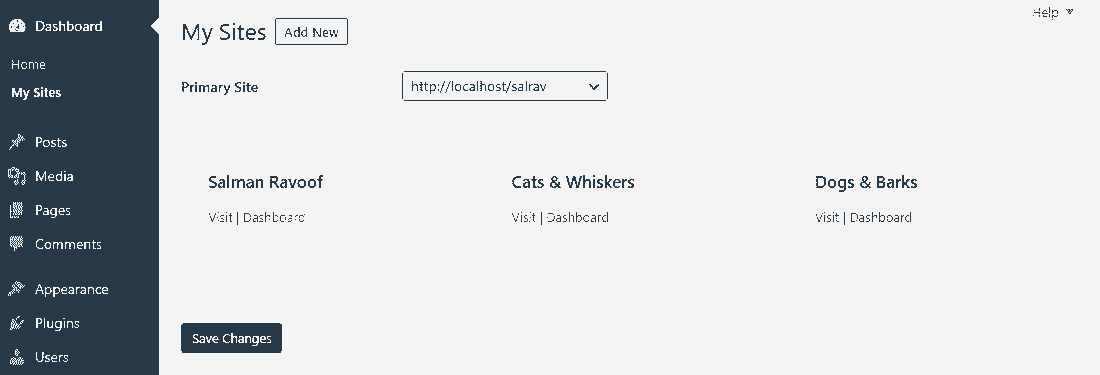 Dashboard
Home
My Sites
Posts
Media
Pages
Comments
Appearance
Plugins
Users
Help
My Sites Add New
Primary Site http://localhost/salrav
Salman Ravoof Cats & Whiskers Dogs & Barks
Visit | Dashboard Visit | Dashboard Visit | Dashboard
Save Changes